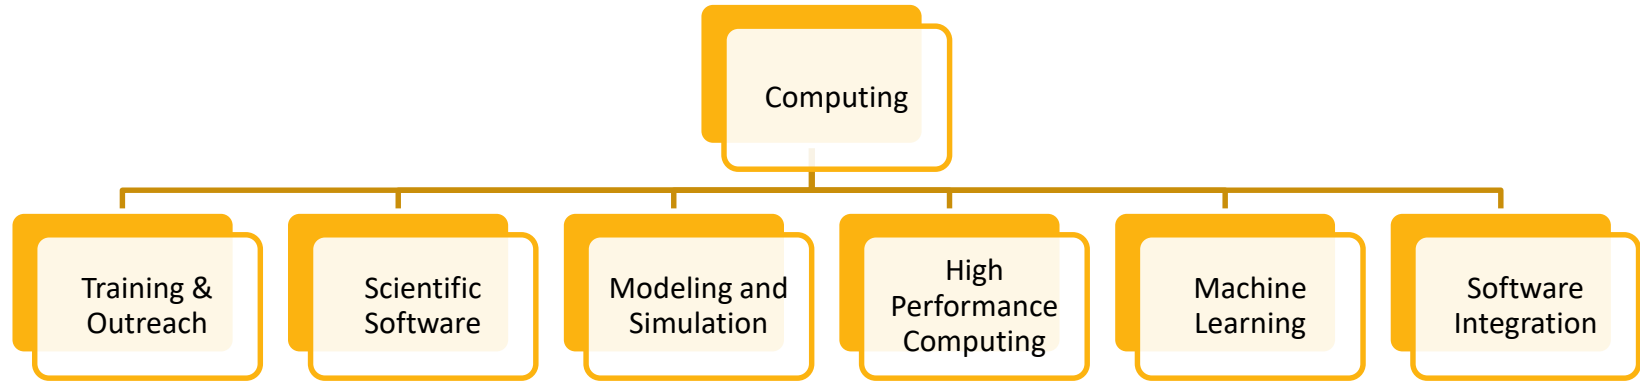 Computing
Training &
Outreach
Scientific
Software
Modeling and
Simulation
High
Performance
Computing
Machine
Learning
Software
Integration